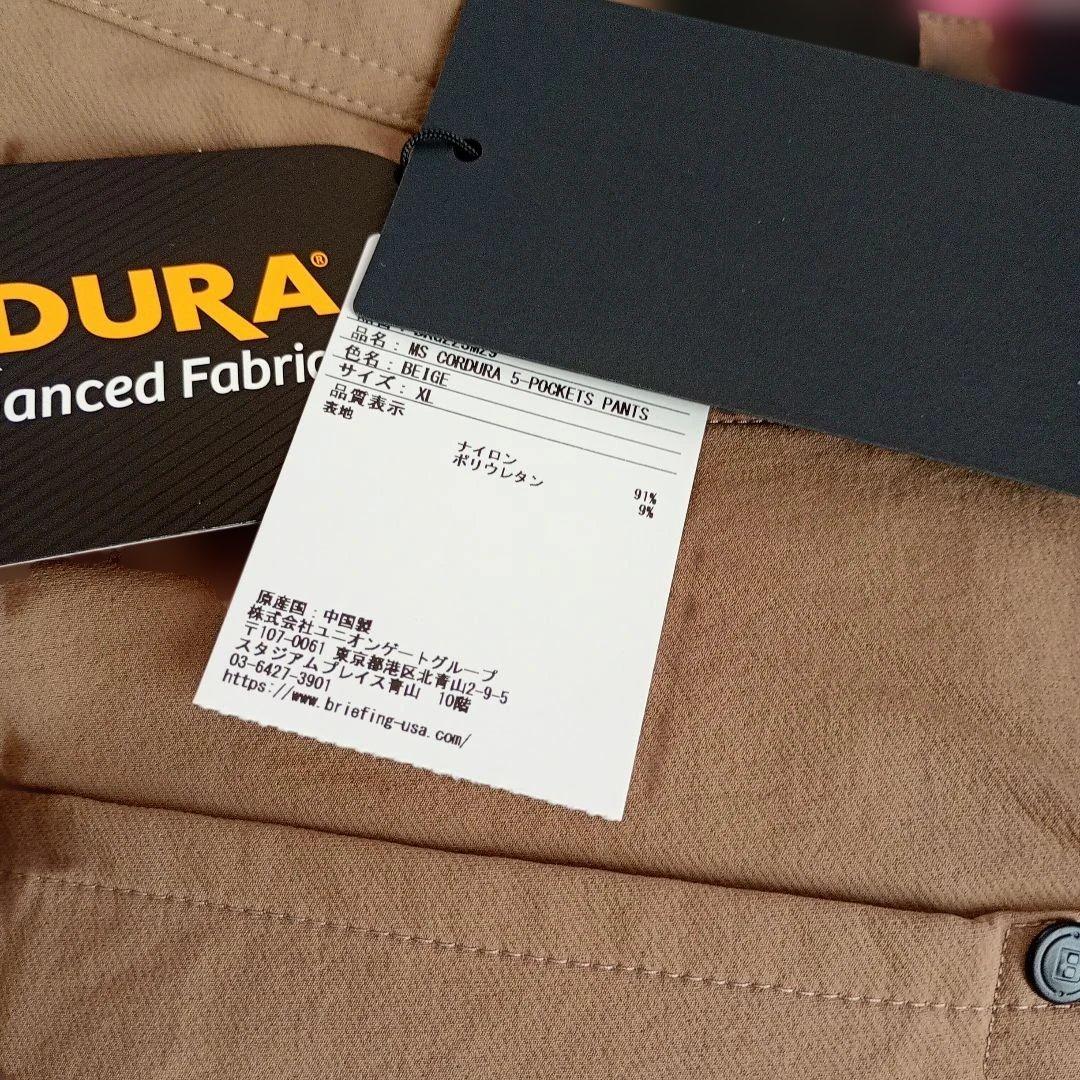 DURA®
anced Fabric
品名：MS CORDURA 5-POCKETS PANTS
色名：BEIGE
サイズ：XL
品質表示
表地
ナイロン 91%
ポリウレタン 9%
原産国：中国製
株式会社ユニオンゲートグループ
〒107-0061 東京都港区北青山2-9-5
スタジアムプレイス青山 10階
03-6427-3901
https://www.briefing-usa.com/
B